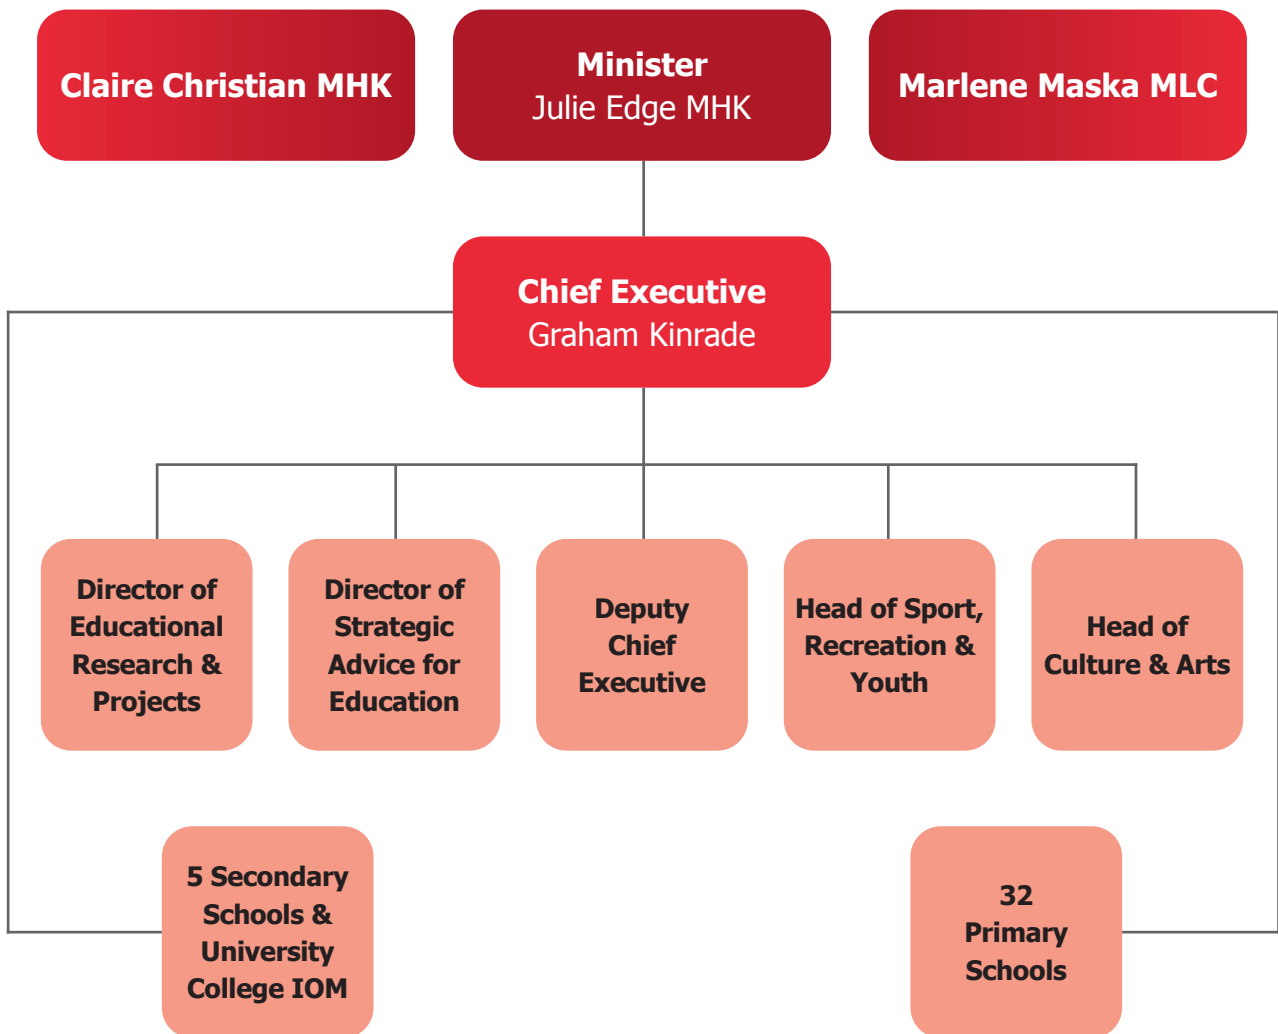 Claire Christian MHK
Minister
Julie Edge MHK
Marlene Maska MLC
Chief Executive
Graham Kinrade
Director of
Educational
Research &
Projects
Director of
Strategic
Advice for
Education
Deputy
Chief
Executive
Head of Sport,
Recreation &
Youth
Head of
Culture & Arts
5 Secondary
Schools &
University
College IOM
32
Primary
Schools